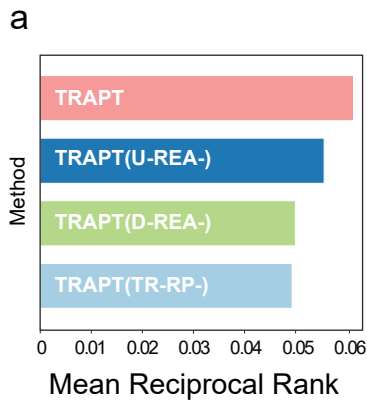 a
TRAPT
TRAPT(U-REA-)
TRAPT(D-REA-)
TRAPT(TR-RP-)
Method
0 0.01 0.02 0.03 0.04 0.05 0.06
Mean Reciprocal Rank